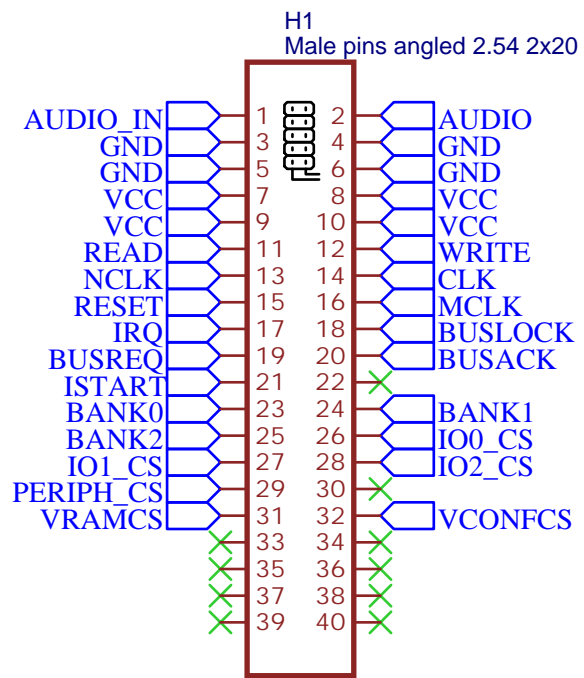 H1
Male pins angled 2.54 2x20
AUDIO_IN 1 2 AUDIO
GND 3 4 GND
GND 5 6 GND
VCC 7 8 VCC
VCC 9 10 VCC
READ 11 12 WRITE
NCLK 13 14 CLK
RESET 15 16 MCLK
IRQ 17 18 BUSLOCK
BUSREQ 19 20 BUSACK
ISTART 21 22
BANK0 23 24 BANK1
BANK2 25 26 IO0_CS
IO1_CS 27 28 IO2_CS
PERIPH_CS 29 30
VRAMCS 31 32 VCONFCS
33 34
35 36
37 38
39 40